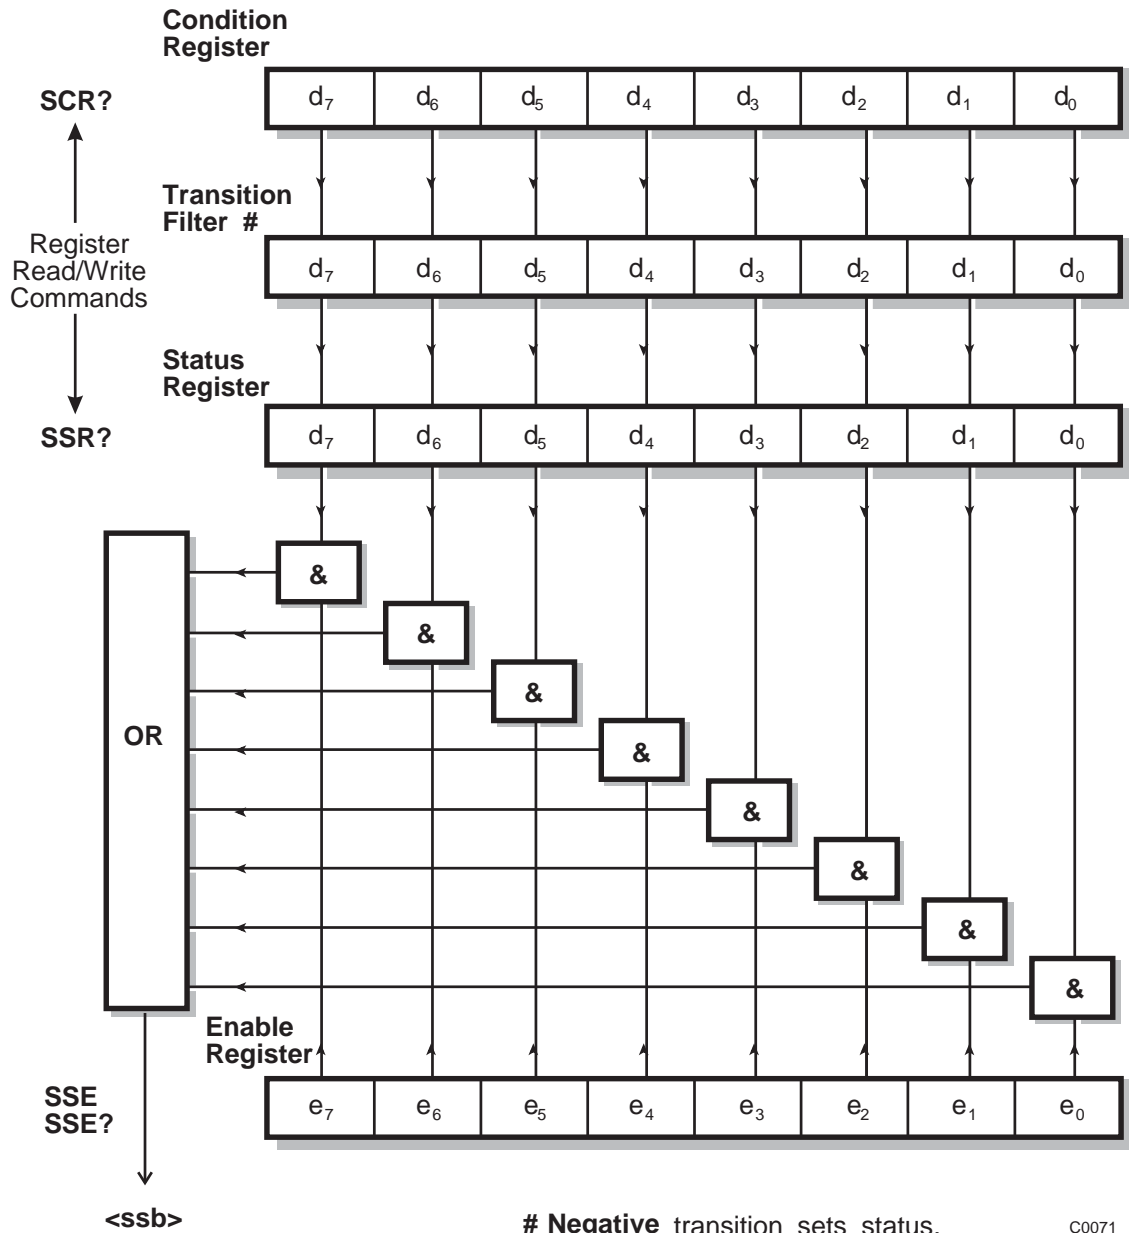 Condition
Register
SCR?
d7 d6 d5 d4 d3 d2 d1 d0
Transition
Filter #
Register
Read/Write
Commands
d7 d6 d5 d4 d3 d2 d1 d0
Status
Register
SSR?
d7 d6 d5 d4 d3 d2 d1 d0
&
&
&
OR
&
&
&
&
&
Enable
Register
SSE
SSE?
e7 e6 e5 e4 e3 e2 e1 e0
<ssb>
# Negative transition sets status.
C0071